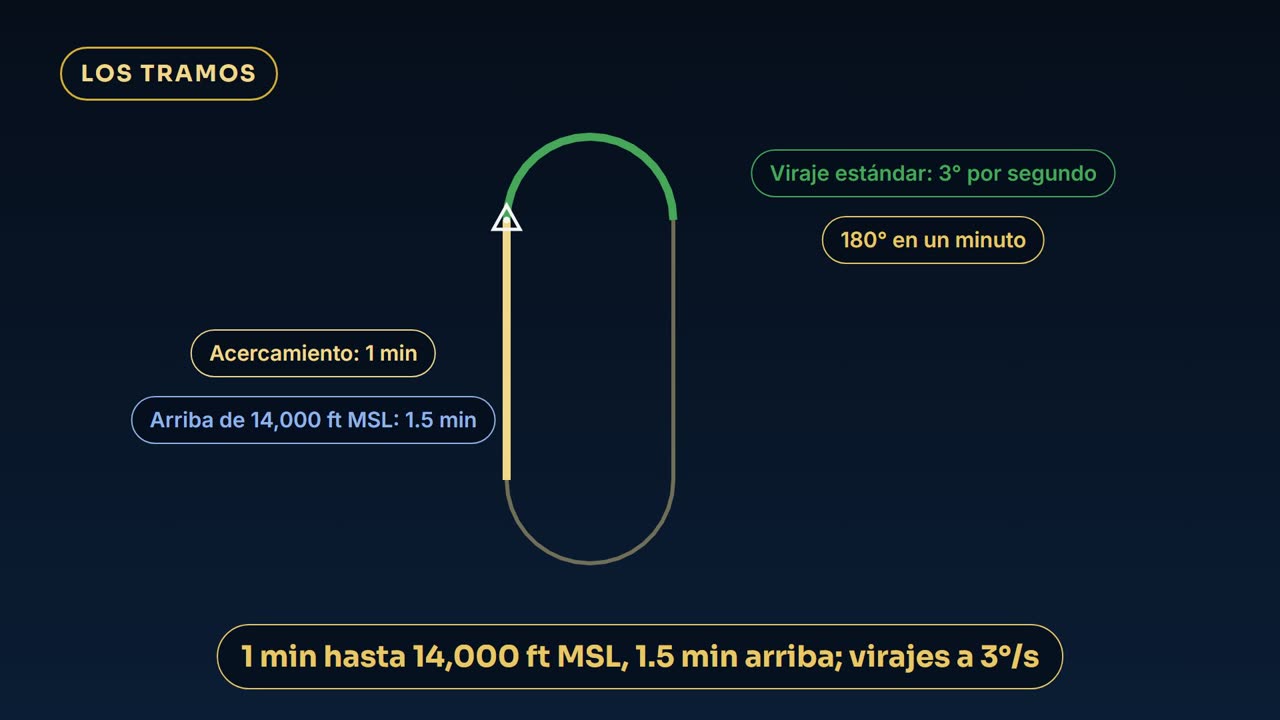 LOS TRAMOS
Viraje estándar: 3° por segundo
180° en un minuto
Acercamiento: 1 min
Arriba de 14,000 ft MSL: 1.5 min
1 min hasta 14,000 ft MSL, 1.5 min arriba; virajes a 3°/s